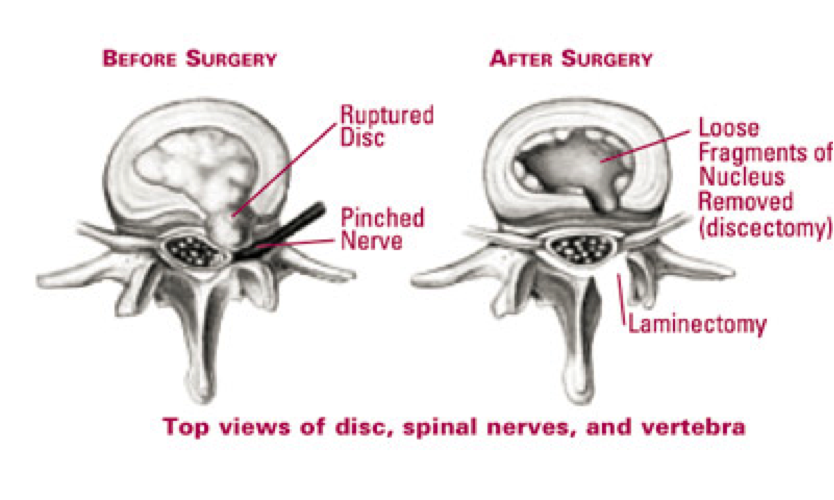 BEFORE SURGERY
Ruptured
Disc
Pinched
Nerve
AFTER SURGERY
Loose
Fragments of
Nucleus
Removed
(discectomy)
Laminectomy
Top views of disc, spinal nerves, and vertebra